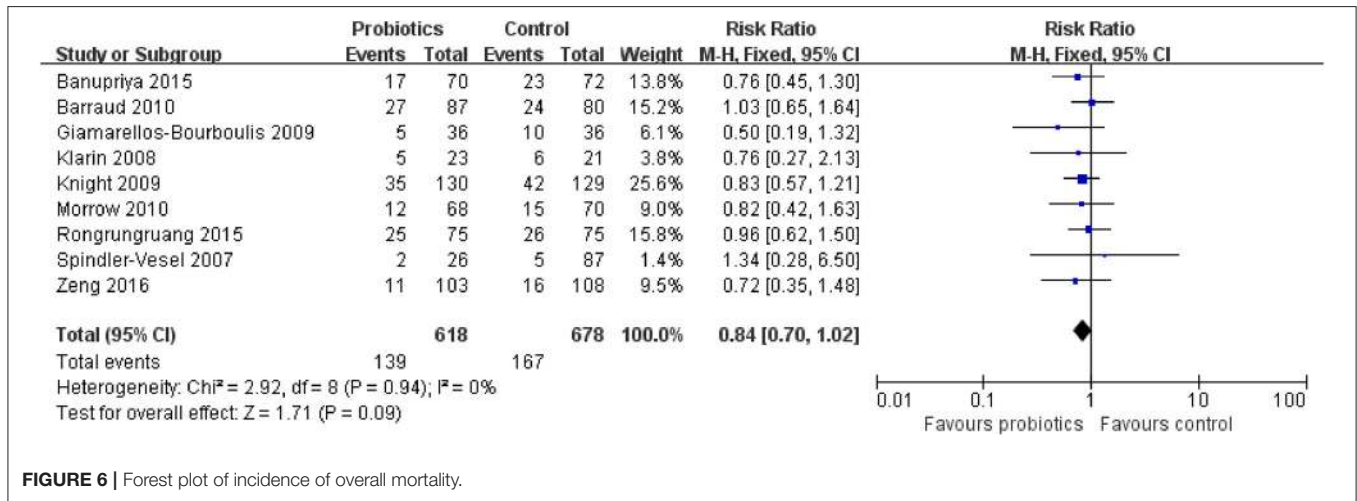 Probiotics Control Risk Ratio Risk Ratio
Study or Subgroup Events Total Events Total Weight M-H, Fixed, 95% CI M-H, Fixed, 95% CI
Banupriya 2015 17 70 23 72 13.8% 0.76 [0.45, 1.30]
Barraud 2010 27 87 24 80 15.2% 1.03 [0.65, 1.64]
Giamarellos-Bourboulis 2009 5 36 10 36 6.1% 0.50 [0.19, 1.32]
Klarin 2008 5 23 6 21 3.8% 0.76 [0.27, 2.13]
Knight 2009 35 130 42 129 25.6% 0.83 [0.57, 1.21]
Morrow 2010 12 68 15 70 9.0% 0.82 [0.42, 1.63]
Rongrungruang 2015 25 75 26 75 15.8% 0.96 [0.62, 1.50]
Spindler-Vesel 2007 2 26 5 87 1.4% 1.34 [0.28, 6.50]
Zeng 2016 11 103 16 108 9.5% 0.72 [0.35, 1.48]
Total (95% CI) 618 678 100.0% 0.84 [0.70, 1.02]
Total events 139 167
Heterogeneity: Chi² = 2.92, df = 8 (P = 0.94); I² = 0%
Test for overall effect: Z = 1.71 (P = 0.09)
0.01 0.1 1 10 100
Favours probiotics Favours control
FIGURE 6 | Forest plot of incidence of overall mortality.